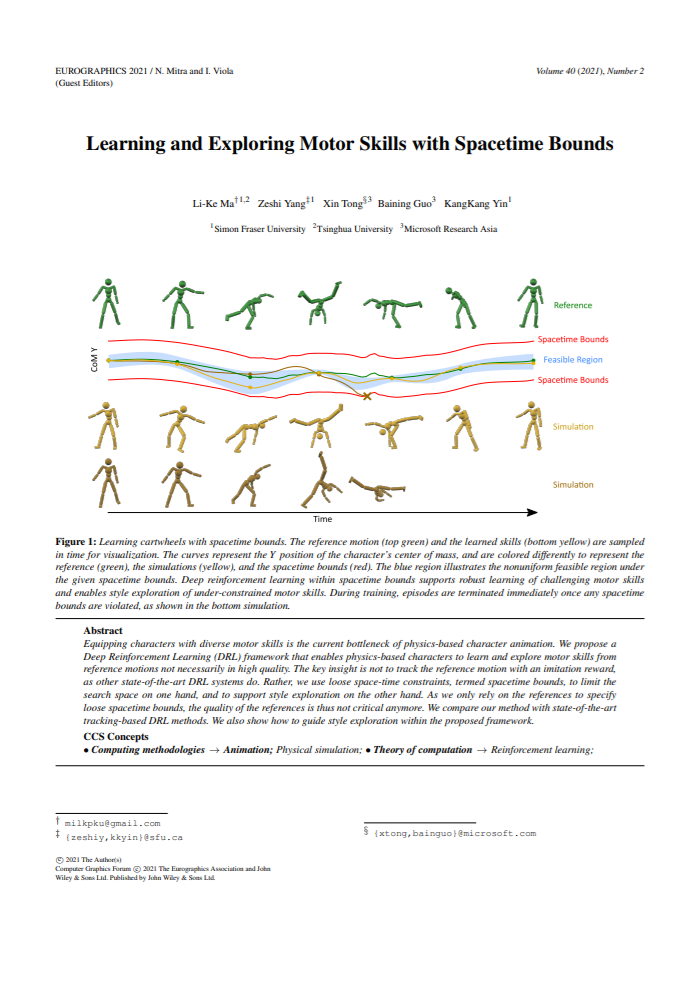 EUROGRAPHICS 2021 / N. Mitra and I. Viola
(Guest Editors)
Volume 40 (2021), Number 2
Learning and Exploring Motor Skills with Spacetime Bounds
Li-Ke Ma†1,2 Zeshi Yang‡1 Xin Tong§3 Baining Guo3 KangKang Yin1
1Simon Fraser University 2Tsinghua University 3Microsoft Research Asia
Reference
Spacetime Bounds
CoM Y
Feasible Region
Spacetime Bounds
Simulation
Simulation
Time
Figure 1: Learning cartwheels with spacetime bounds. The reference motion (top green) and the learned skills (bottom yellow) are sampled
in time for visualization. The curves represent the Y position of the character's center of mass, and are colored differently to represent the
reference (green), the simulations (yellow), and the spacetime bounds (red). The blue region illustrates the nonuniform feasible region under
the given spacetime bounds. Deep reinforcement learning within spacetime bounds supports robust learning of challenging motor skills
and enables style exploration of under-constrained motor skills. During training, episodes are terminated immediately once any spacetime
bounds are violated, as shown in the bottom simulation.
Abstract
Equipping characters with diverse motor skills is the current bottleneck of physics-based character animation. We propose a
Deep Reinforcement Learning (DRL) framework that enables physics-based characters to learn and explore motor skills from
reference motions not necessarily in high quality. The key insight is not to track the reference motion with an imitation reward,
as other state-of-the-art DRL systems do. Rather, we use loose space-time constraints, termed spacetime bounds, to limit the
search space on one hand, and to support style exploration on the other hand. As we only rely on the references to specify
loose spacetime bounds, the quality of the references is thus not critical anymore. We compare our method with state-of-the-art
tracking-based DRL methods. We also show how to guide style exploration within the proposed framework.
CCS Concepts
• Computing methodologies → Animation; Physical simulation; • Theory of computation → Reinforcement learning;
† milkpku@gmail.com
‡ {zeshiy,kkyin}@sfu.ca
§ {xtong,bainguo}@microsoft.com
© 2021 The Author(s)
Computer Graphics Forum © 2021 The Eurographics Association and John
Wiley & Sons Ltd. Published by John Wiley & Sons Ltd.